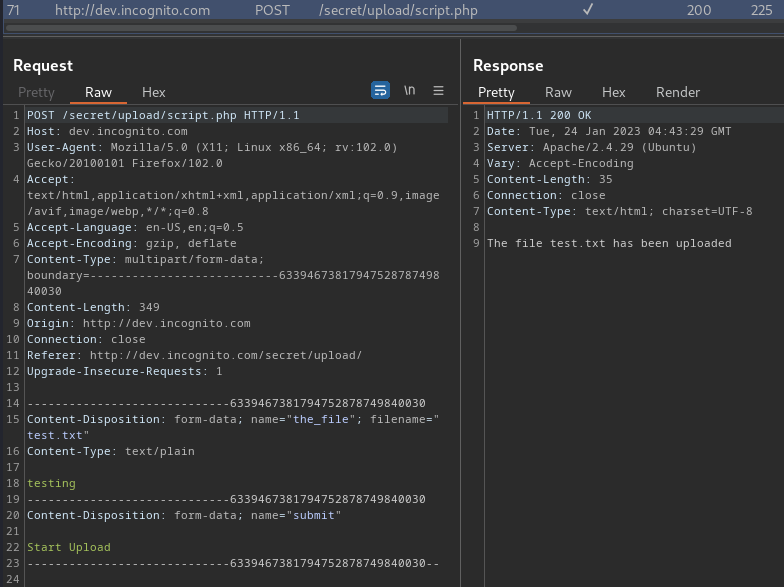 71 http://dev.incognito.com POST /secret/upload/script.php ✓ 200 225
Request
Pretty Raw Hex \n ≡
1 POST /secret/upload/script.php HTTP/1.1
2 Host: dev.incognito.com
3 User-Agent: Mozilla/5.0 (X11; Linux x86_64; rv:102.0)
Gecko/20100101 Firefox/102.0
4 Accept:
text/html,application/xhtml+xml,application/xml;q=0.9,image
/avif,image/webp,*/*;q=0.8
5 Accept-Language: en-US,en;q=0.5
6 Accept-Encoding: gzip, deflate
7 Content-Type: multipart/form-data;
boundary=---------------------------63394673817947528787498
40030
8 Content-Length: 349
9 Origin: http://dev.incognito.com
10 Connection: close
11 Referer: http://dev.incognito.com/secret/upload/
12 Upgrade-Insecure-Requests: 1
13
14 -----------------------------6339467381794752878749840030
15 Content-Disposition: form-data; name="the_file"; filename="
test.txt"
16 Content-Type: text/plain
17
18 testing
19 -----------------------------6339467381794752878749840030
20 Content-Disposition: form-data; name="submit"
21
22 Start Upload
23 -----------------------------6339467381794752878749840030--
24
Response
Pretty Raw Hex Render
1 HTTP/1.1 200 OK
2 Date: Tue, 24 Jan 2023 04:43:29 GMT
3 Server: Apache/2.4.29 (Ubuntu)
4 Vary: Accept-Encoding
5 Content-Length: 35
6 Connection: close
7 Content-Type: text/html; charset=UTF-8
8
9 The file test.txt has been uploaded